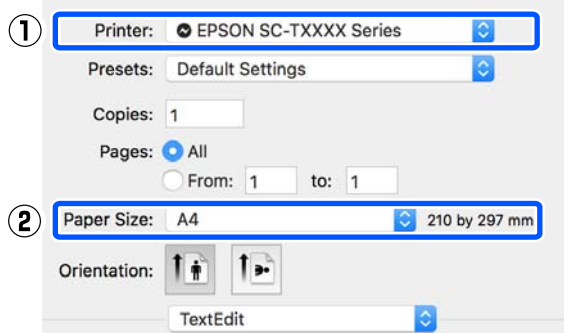 ① Printer: EPSON SC-TXXXX Series
Presets: Default Settings
Copies: 1
Pages: All
From: 1 to: 1
② Paper Size: A4 210 by 297 mm
Orientation:
TextEdit